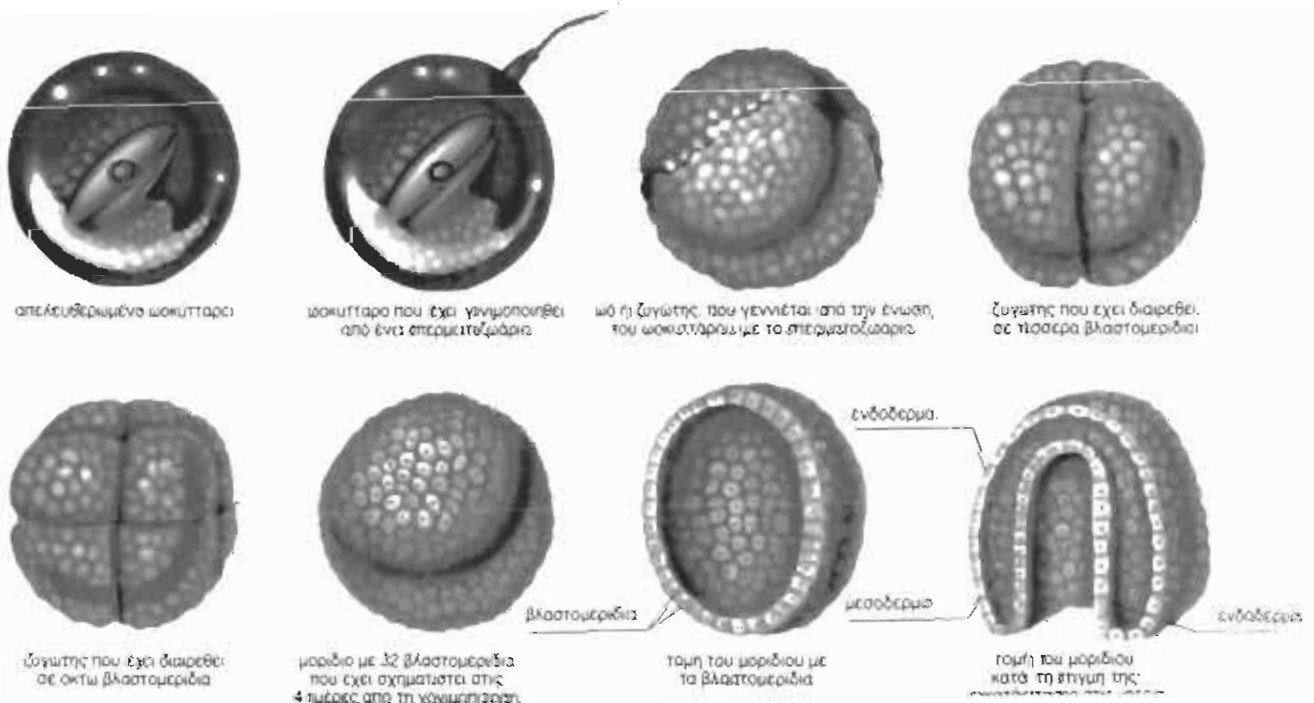 απελευθερωμένο ωοκύτταρο
ωοκύτταρο που έχει γονιμοποιηθεί
από ένα σπερματοζωάριο
ωό ή ζυγώτης, που γεννιέται από την ένωση,
του ωοκυττάρου με το σπερματοζωάριο
ζυγώτης που έχει διαιρεθεί
σε τέσσερα βλαστομερίδια
ενδοδερμα
βλαστομερίδια
μεσοδερμα
ενδοδερμα
ζυγώτης που έχει διαιρεθεί
σε οκτώ βλαστομερίδια
μορίδιο με 32 βλαστομερίδια
που έχει σχηματιστεί στις
4 ημέρες από τη γονιμοποίηση
τομή του μοριδίου με
τα βλαστομερίδια
τομή του μοριδίου
κατά τη στιγμή της